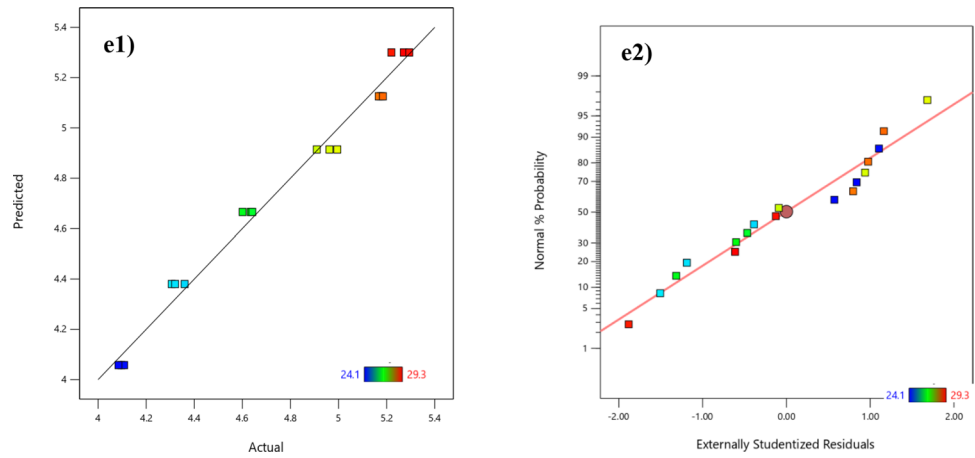 e1)
5.4
5.2
5
4.8
4.6
4.4
4.2
4
Predicted
24.1 29.3
4 4.2 4.4 4.6 4.8 5 5.2 5.4
Actual
e2)
99
95
90
80
70
50
30
20
10
5
1
Normal % Probability
24.1 29.3
-2.00 -1.00 0.00 1.00 2.00
Externally Studentized Residuals